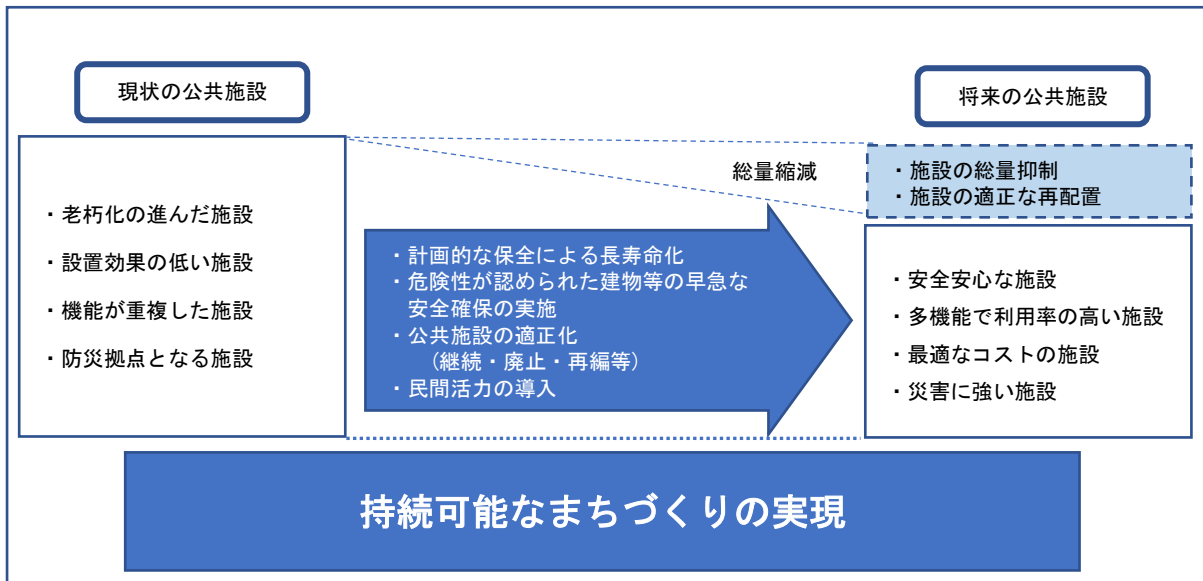 現状の公共施設
・老朽化の進んだ施設
・設置効果の低い施設
・機能が重複した施設
・防災拠点となる施設
総量縮減
・計画的な保全による長寿命化
・危険性が認められた建物等の早急な
安全確保の実施
・公共施設の適正化
（継続・廃止・再編等）
・民間活力の導入
将来の公共施設
・施設の総量抑制
・施設の適正な再配置
・安全安心な施設
・多機能で利用率の高い施設
・最適なコストの施設
・災害に強い施設
持続可能なまちづくりの実現